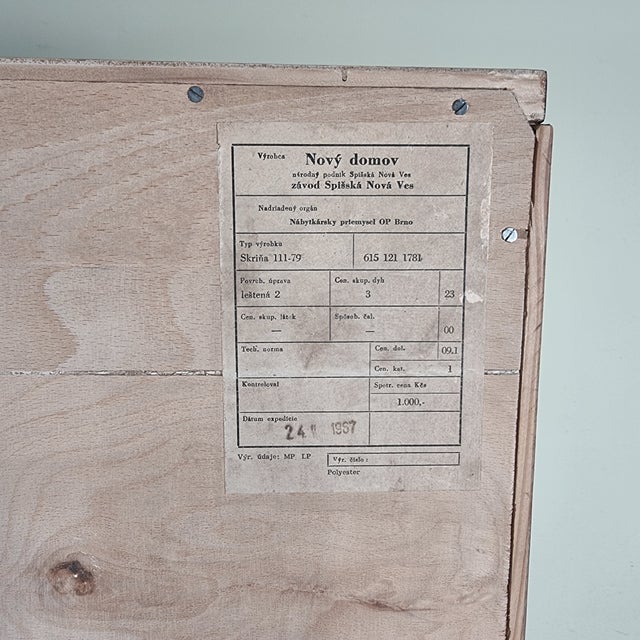 Výrobca Nový domov
národný podnik Spišská Nová Ves
závod Spišská Nová Ves
Nadriadený orgán
Nábytkársky priemysel OP Brno
Typ výrobku
Skriňa 111-79 615 121 1781
Povrch. úprava Cen. skup. dyh
leštená 2 3 23
Cen. skup. látok Spôsob. čal.
— — 00
Tech. norma Cen. dol. 09.1
Cen. kat. 1
Kontroloval Spotr. cena Kčs
1.000,-
Dátum expedície
24 II 1967
Výr. údaje: MP LP Výr. číslo:
Polyester